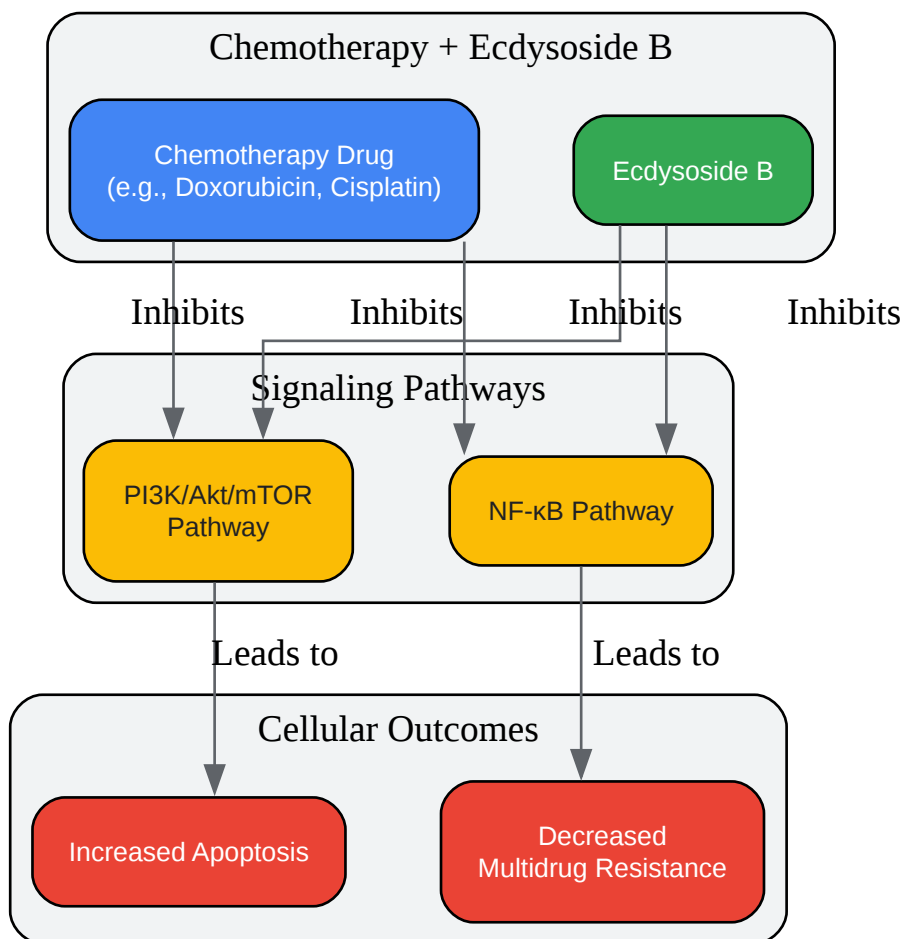 Chemotherapy + Ecdysoside B
Chemotherapy Drug
(e.g., Doxorubicin, Cisplatin)
Ecdysoside B
Inhibits
Inhibits
Inhibits
Inhibits
Signaling Pathways
PI3K/Akt/mTOR
Pathway
NF-κB Pathway
Leads to
Leads to
Cellular Outcomes
Increased Apoptosis
Decreased
Multidrug Resistance